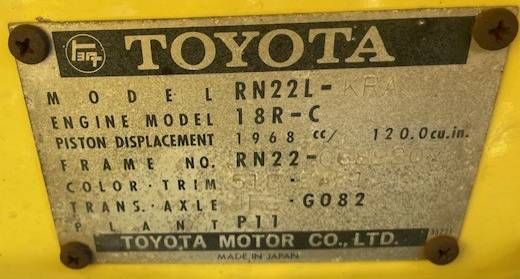 TOYOTA
MODEL RN22L-KRA
ENGINE MODEL 18R-C
PISTON DISPLACEMENT 1968 cc/ 120.0cu.in.
FRAME NO. RN22-
COLOR·TRIM
TRANS.·AXLE G082
PLANT P11
TOYOTA MOTOR CO., LTD.
MADE IN JAPAN